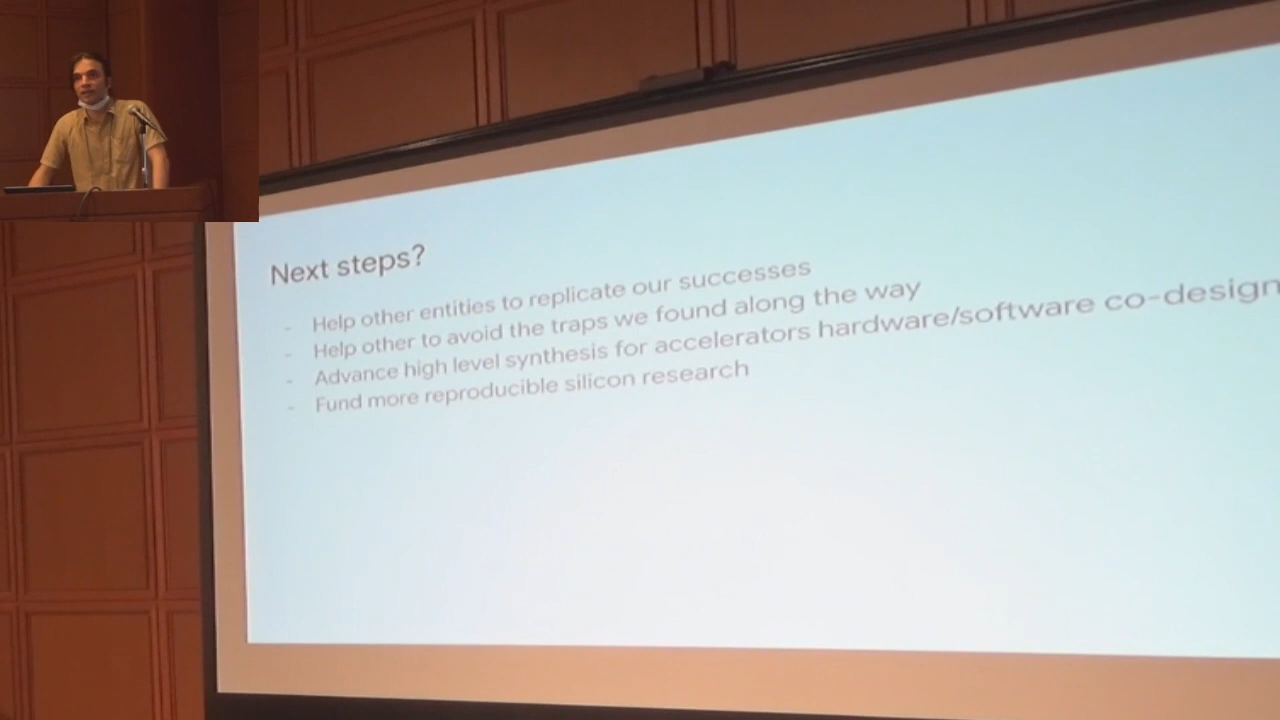 Next steps?
- Help other entities to replicate our successes
- Help other to avoid the traps we found along the way
- Advance high level synthesis for accelerators hardware/software co-design
- Fund more reproducible silicon research